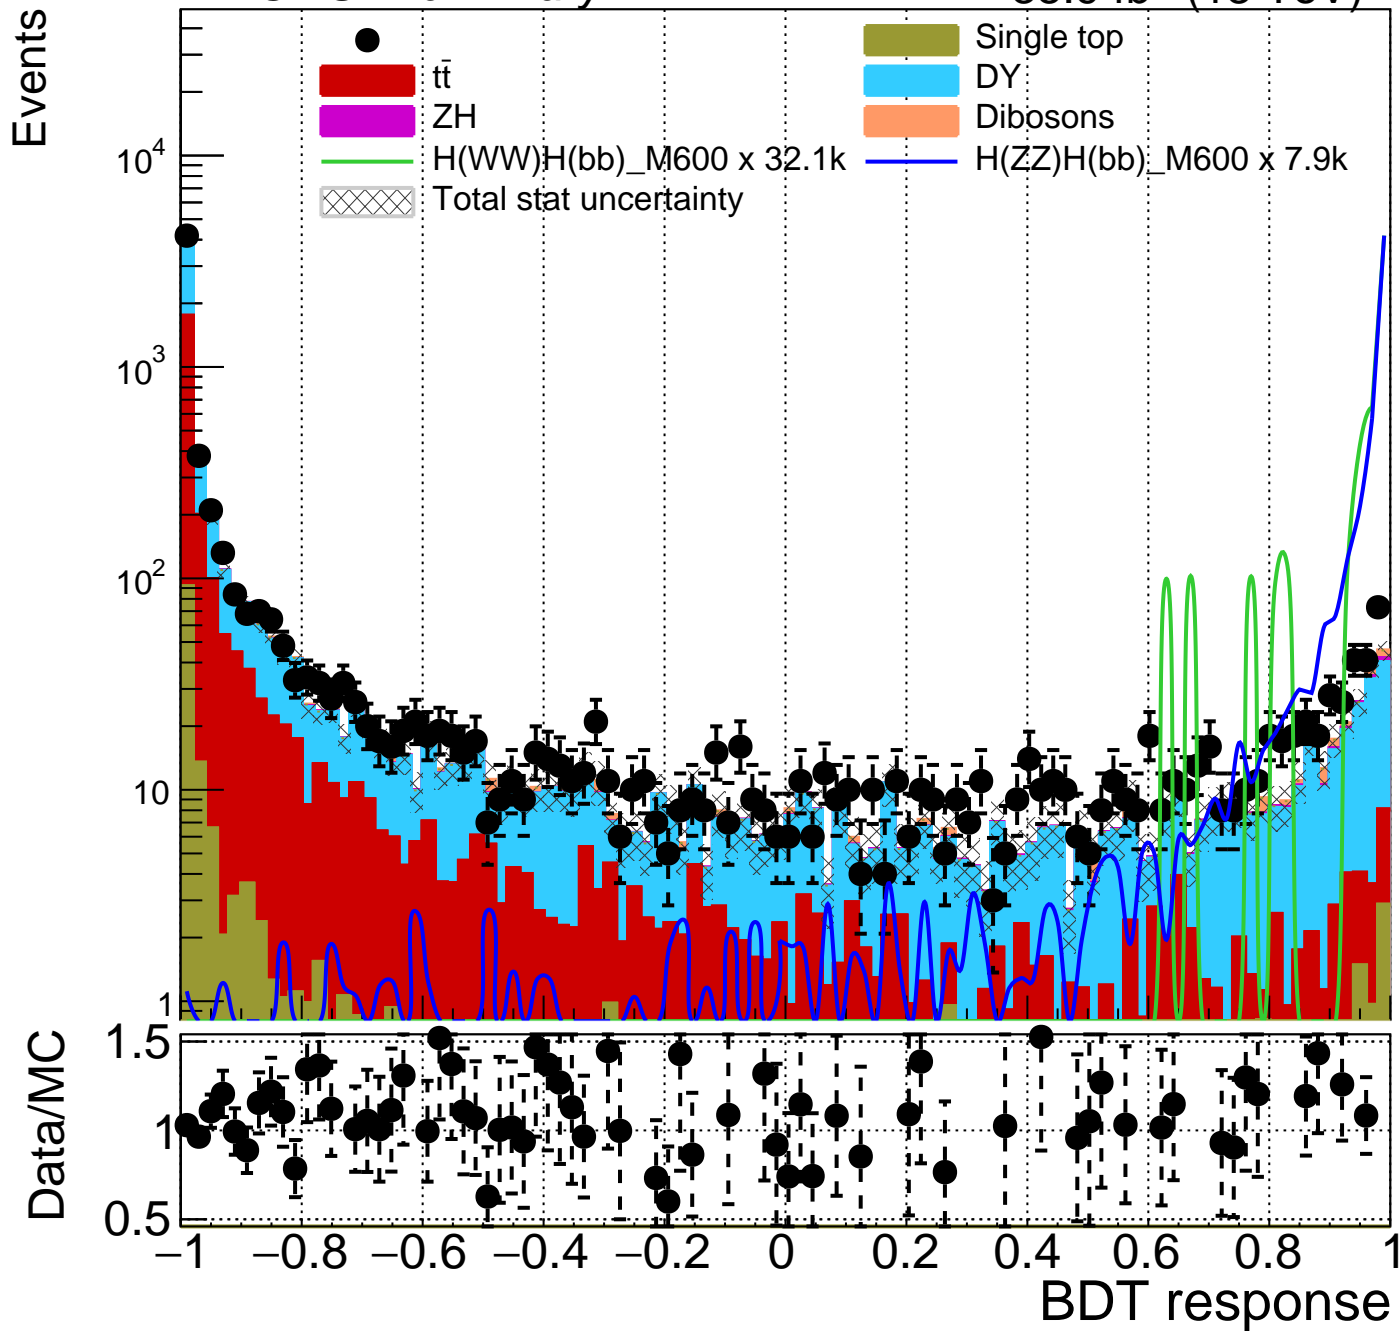 Events
Single top
tt̄
DY
ZH
Dibosons
H(WW)H(bb)_M600 x 32.1k
H(ZZ)H(bb)_M600 x 7.9k
Total stat uncertainty
10⁴
10³
10²
10
1
Data/MC
1.5
1
0.5
−1 −0.8 −0.6 −0.4 −0.2 0 0.2 0.4 0.6 0.8 1
BDT response